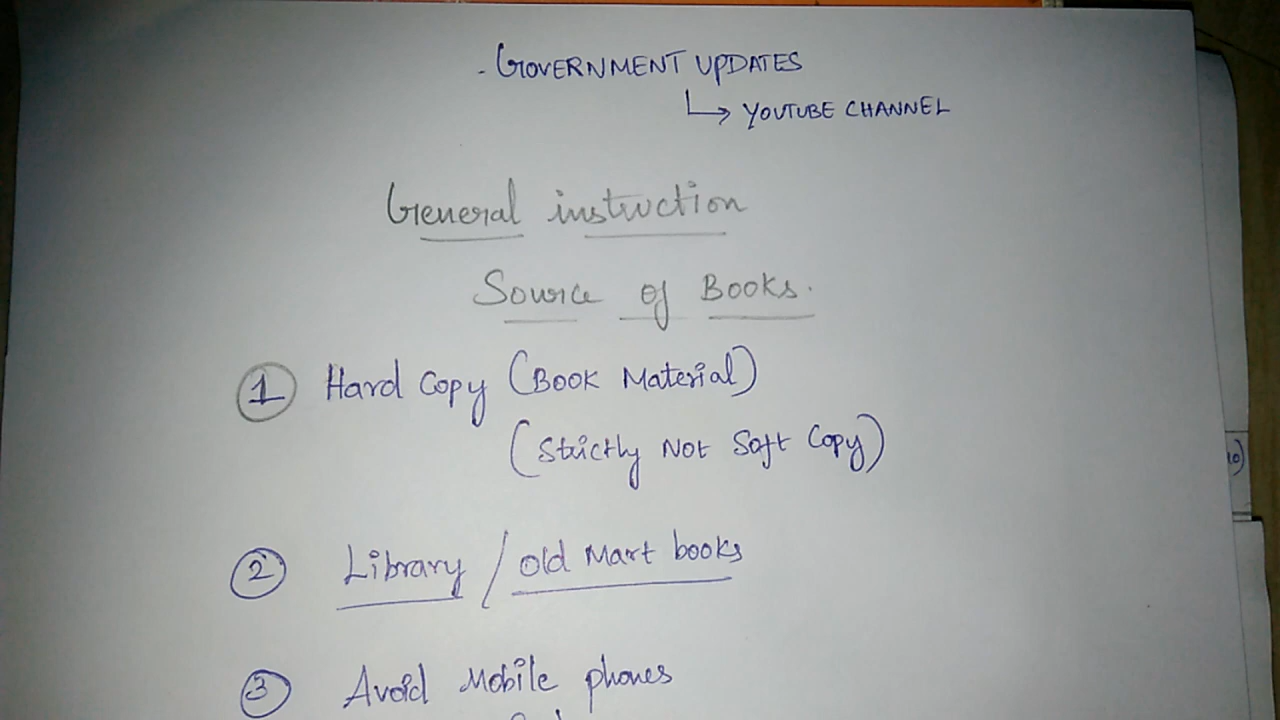 - GOVERNMENT UPDATES
↳ YOUTUBE CHANNEL
General instruction
Source of Books.
1 Hard Copy (Book Material)
(Strictly Not Soft Copy)
2 Library / old Mart books
3 Avoid Mobile phones